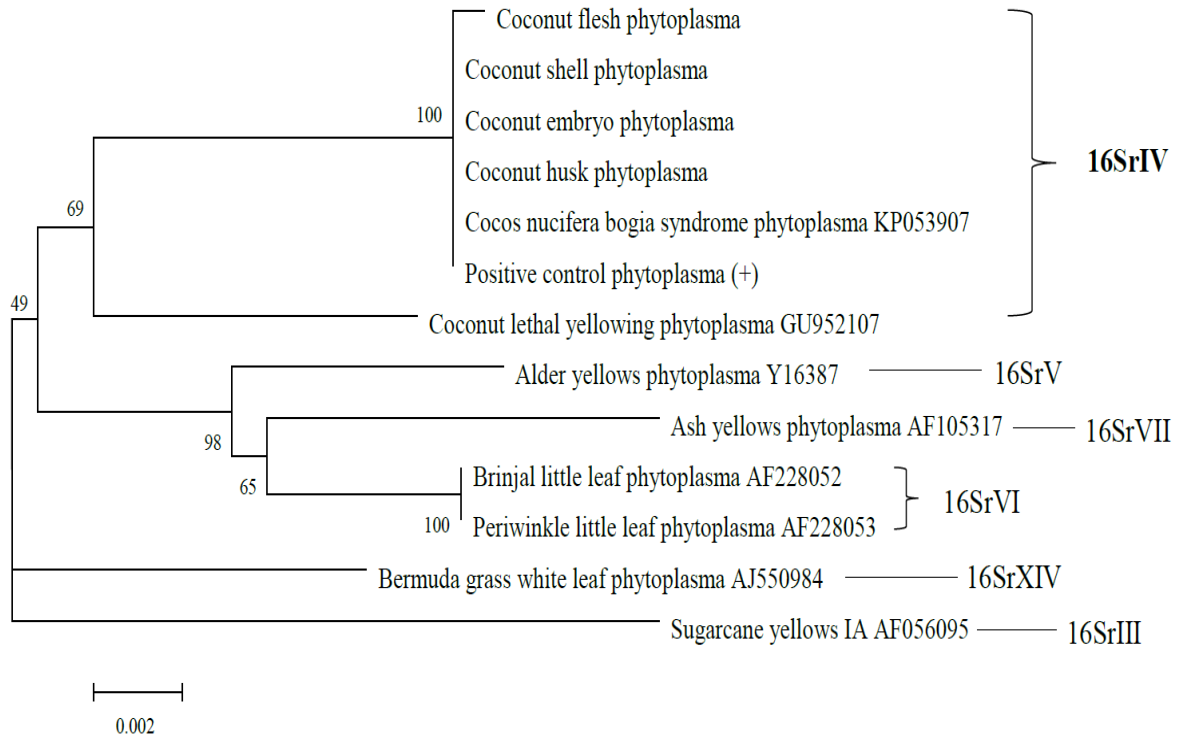 Coconut flesh phytoplasma
Coconut shell phytoplasma
100
Coconut embryo phytoplasma
16SrIV
Coconut husk phytoplasma
69
Cocos nucifera bogia syndrome phytoplasma KP053907
Positive control phytoplasma (+)
49
Coconut lethal yellowing phytoplasma GU952107
Alder yellows phytoplasma Y16387 16SrV
Ash yellows phytoplasma AF105317 16SrVII
98
Brinjal little leaf phytoplasma AF228052
65
16SrVI
100 Periwinkle little leaf phytoplasma AF228053
Bermuda grass white leaf phytoplasma AJ550984 16SrXIV
Sugarcane yellows IA AF056095 16SrIII
0.002